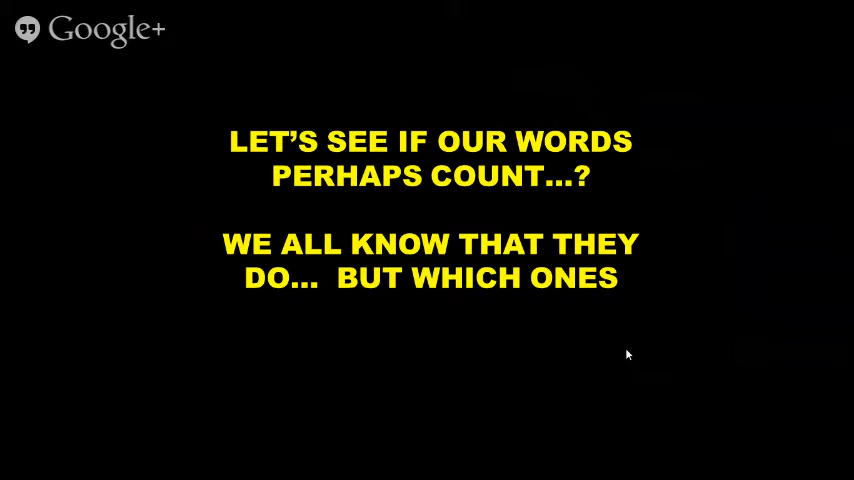 Google+
LET’S SEE IF OUR WORDS
PERHAPS COUNT...?
WE ALL KNOW THAT THEY
DO...  BUT WHICH ONES